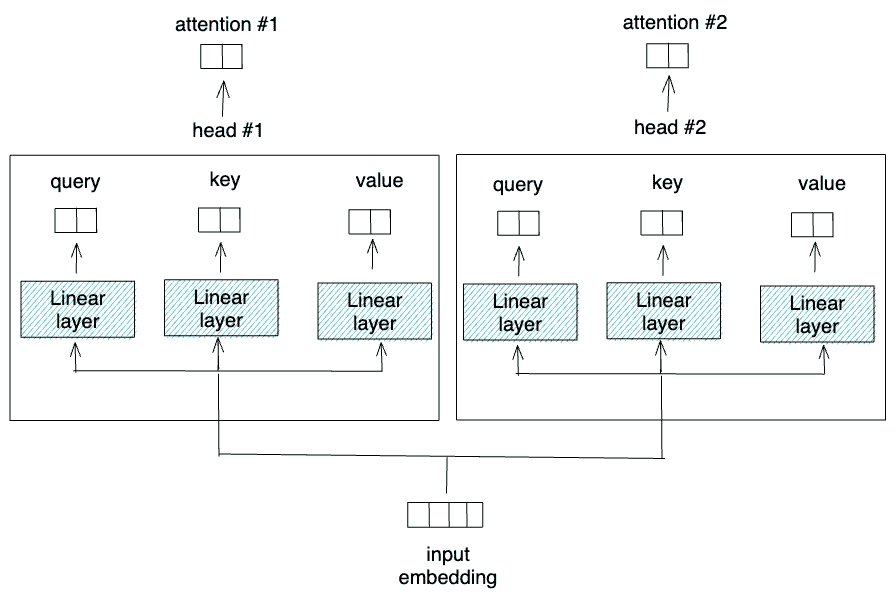 attention #1
attention #2
head #1
head #2
query
key
value
query
key
value
Linear
layer
Linear
layer
Linear
layer
Linear
layer
Linear
layer
Linear
layer
input
embedding